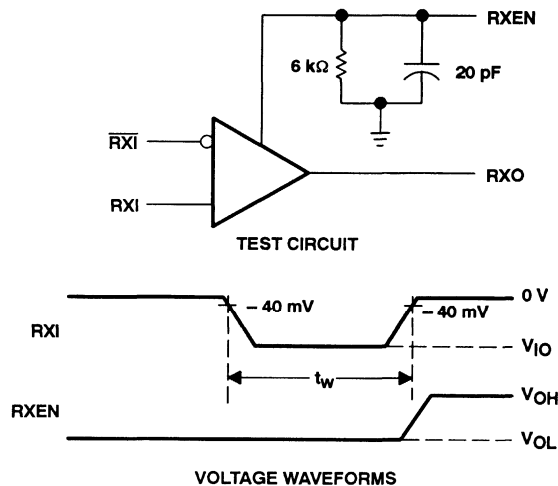 RXEN
6 kΩ
20 pF
RXI
RXO
RXI
TEST CIRCUIT
0 V
– 40 mV
– 40 mV
RXI
VIO
tw
VOH
RXEN
VOL
VOLTAGE WAVEFORMS